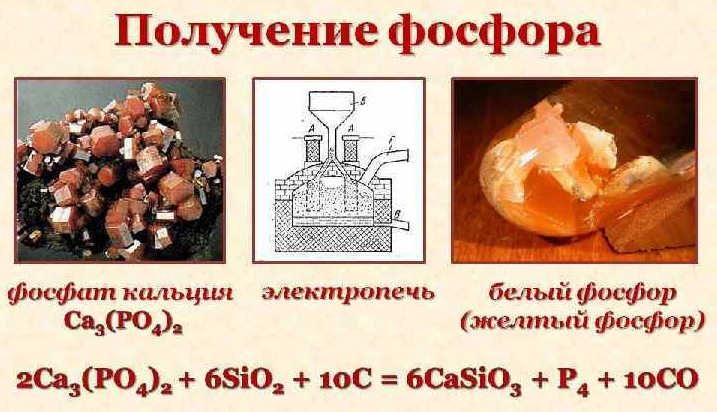 Получение фосфора
А А Б
Г
В
фосфат кальция
Ca₃(PO₄)₂
электропечь
белый фосфор
(желтый фосфор)
2Ca₃(PO₄)₂ + 6SiO₂ + 10C = 6CaSiO₃ + P₄ + 10CO